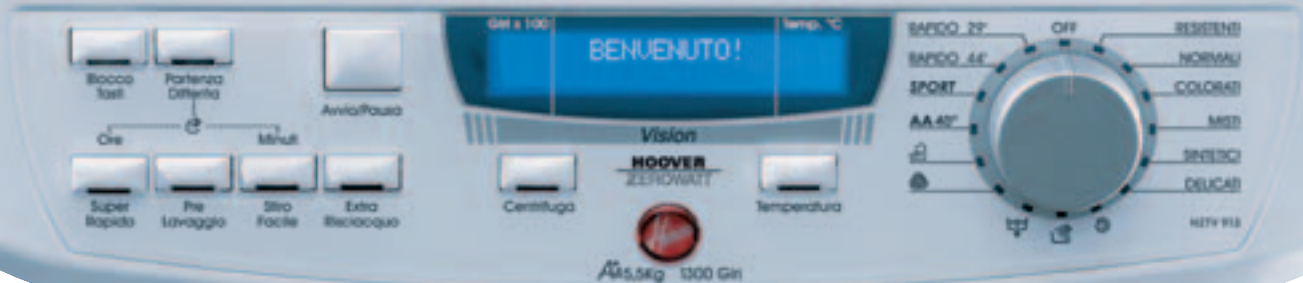 Giri x 100
Temp. °C
BENVENUTO!
Blocco
Tasti
Partenza
Differita
Avvio/Pausa
Ore
Minuti
Super
Rapido
Pre
Lavaggio
Stiro
Facile
Extra
Risciacquo
Vision
HOOVER
ZEROWATT
Centrifuga
Temperatura
Hoover
AA 5,5Kg 1300 Giri
OFF
RAPIDO 29'
RAPIDO 44'
SPORT
AA 40°
RESISTENTI
NORMALI
COLORATI
MISTI
SINTETICI
DELICATI